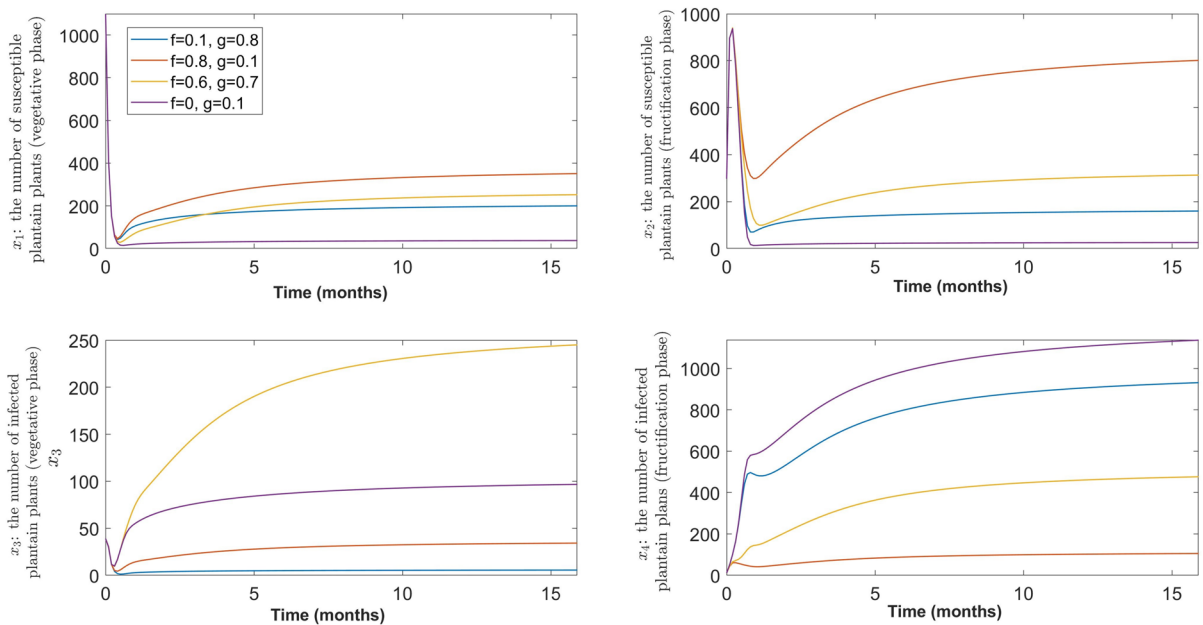 x₁: the number of susceptible
plantain plants (vegetative phase)
1000
800
600
400
200
0
f=0.1, g=0.8
f=0.8, g=0.1
f=0.6, g=0.7
f=0, g=0.1
0 5 10 15
Time (months)
x₂: the number of susceptible
plantain plants (fructification phase)
1000
800
600
400
200
0
0 5 10 15
Time (months)
x₃: the number of infected
plantain plants (vegetative phase)
x₃
250
200
150
100
50
0
0 5 10 15
Time (months)
x₄: the number of infected
plantain plans (fructification phase)
1000
800
600
400
200
0
0 5 10 15
Time (months)